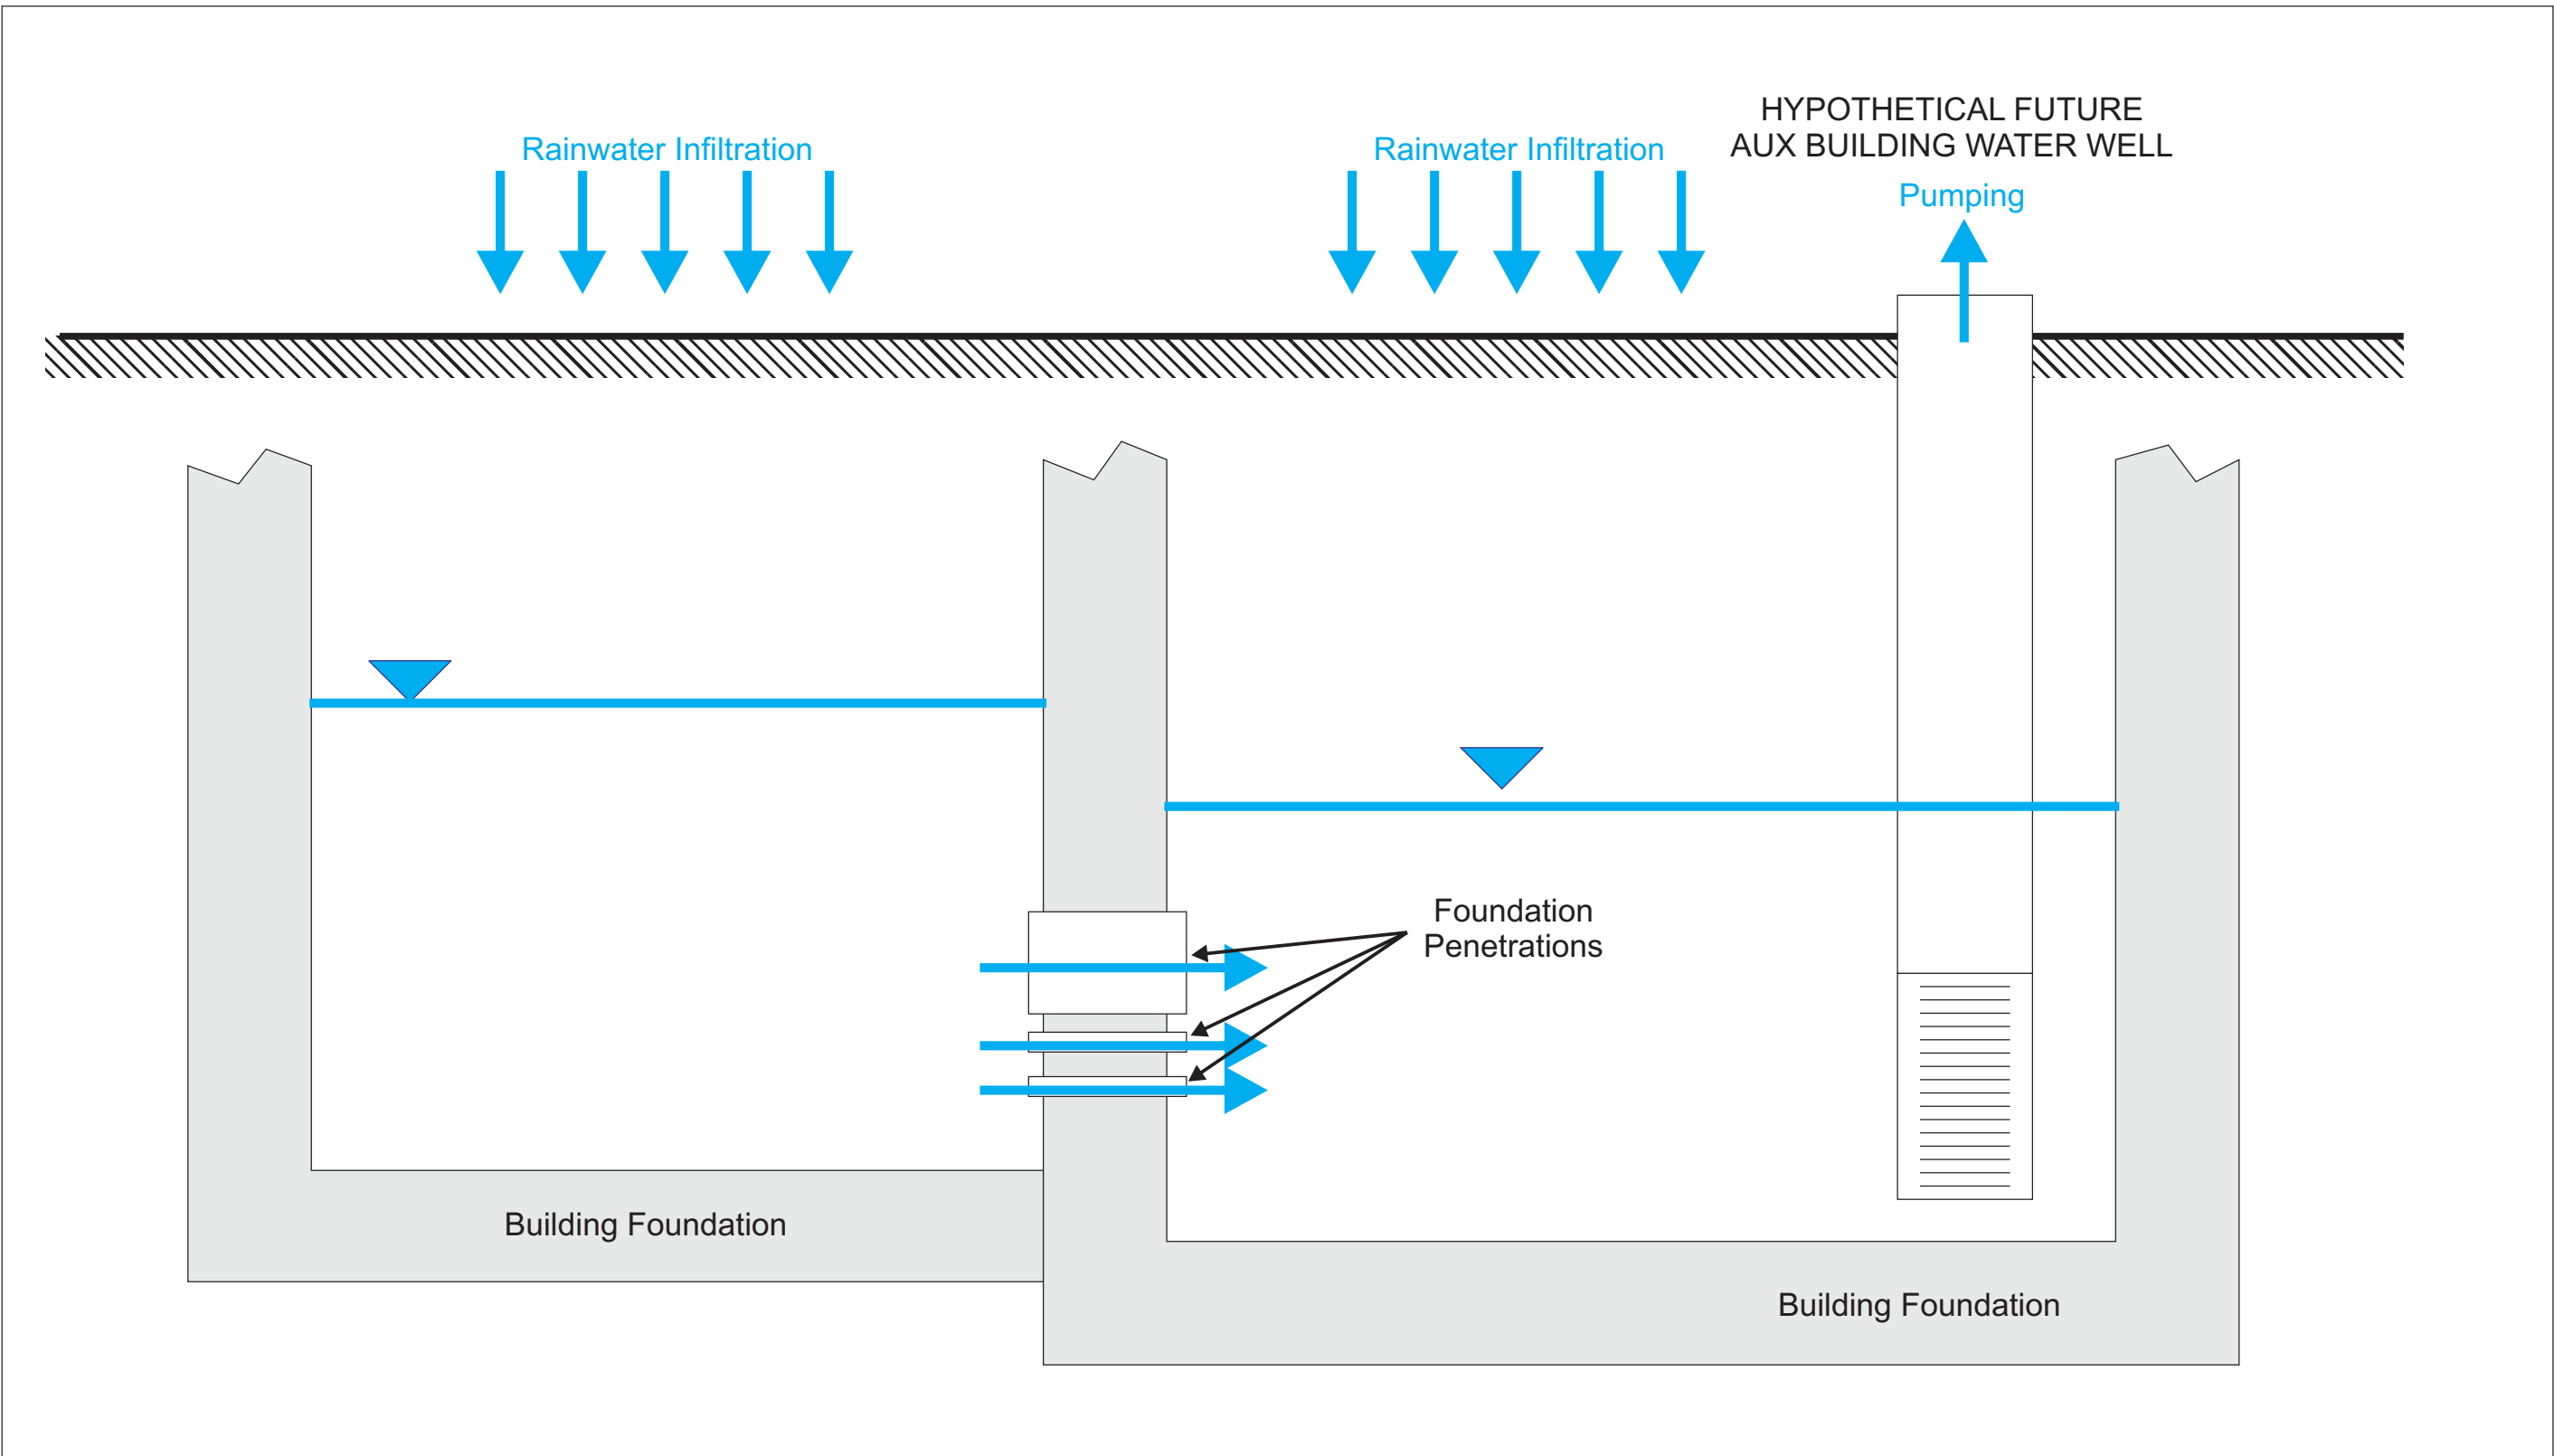 HYPOTHETICAL FUTURE
AUX BUILDING WATER WELL
Rainwater Infiltration
Rainwater Infiltration
Pumping
Foundation
Penetrations
Building Foundation
Building Foundation